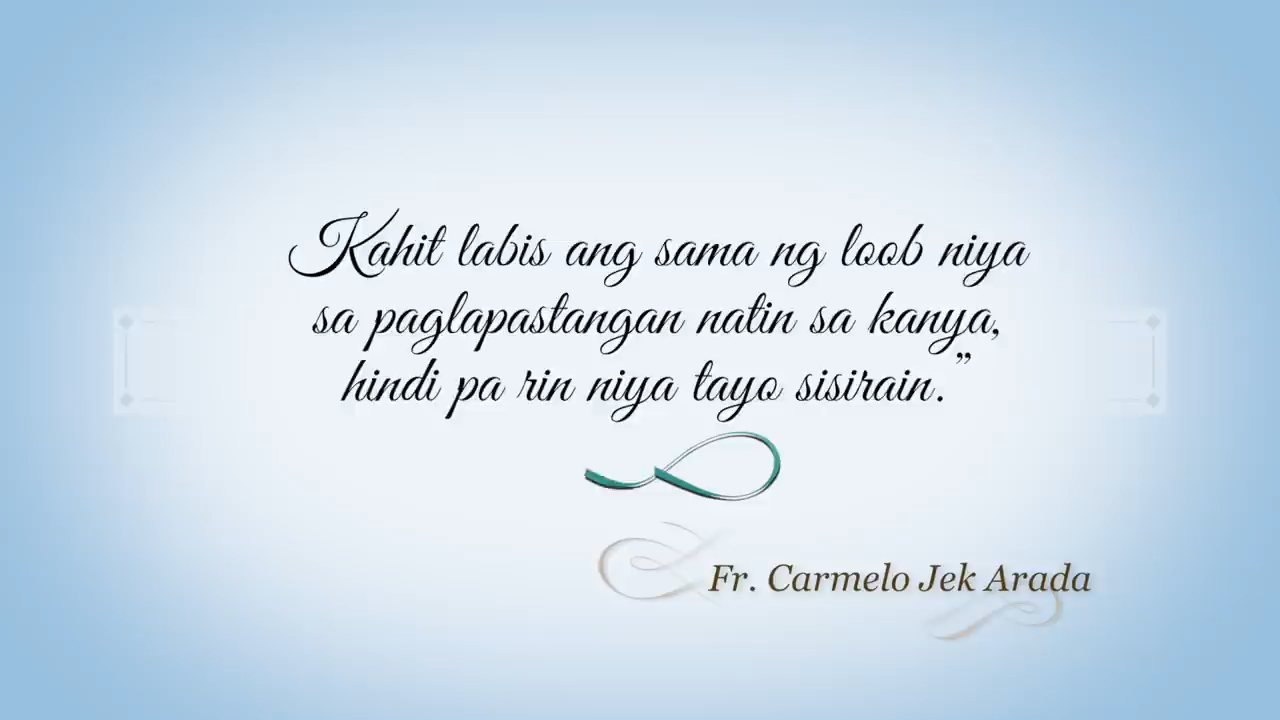 Kahit labis ang sama ng loob niya
sa paglapastangan natin sa kanya,
hindi pa rin niya tayo sisirain.”
Fr. Carmelo Jek Arada